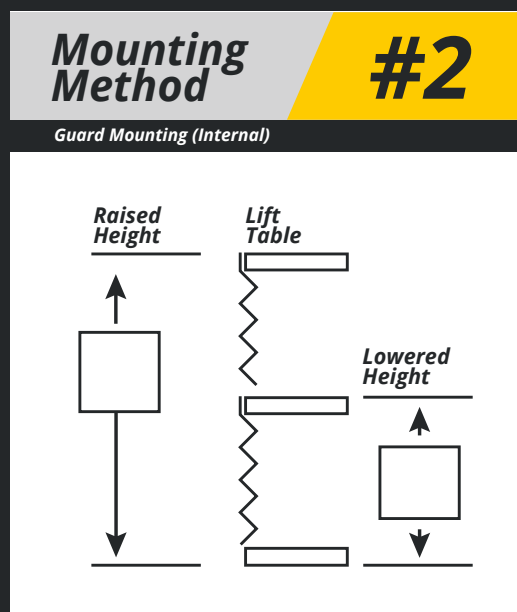 Mounting
Method
#2
Guard Mounting (Internal)
Raised
Height
Lift
Table
Lowered
Height